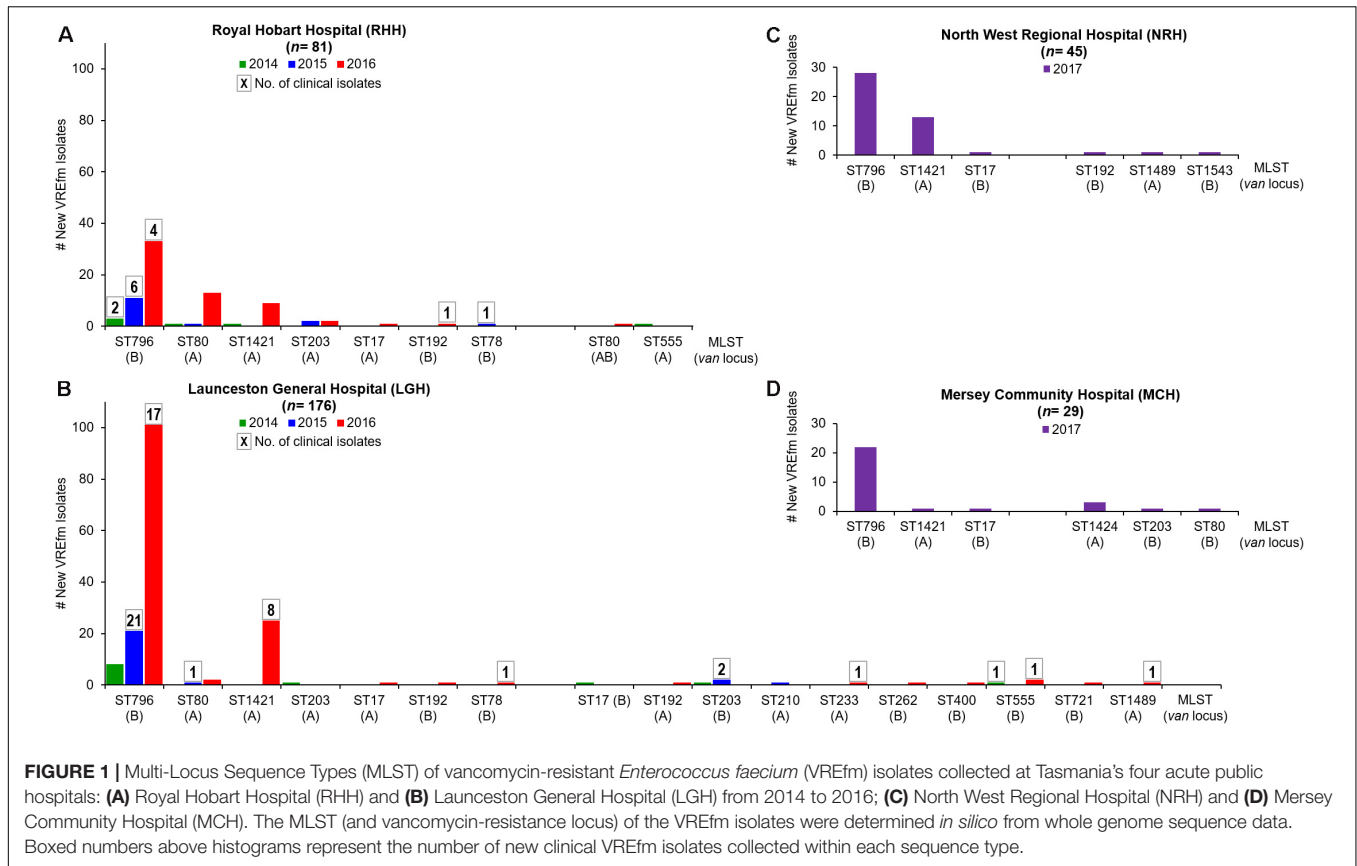 A
Royal Hobart Hospital (RHH)
(n= 81)
2014 2015 2016
X No. of clinical isolates
# New VREfm Isolates
100
80
60
40
20
0
2 6 4 1 1
ST796 ST80 ST1421 ST203 ST17 ST192 ST78 ST80 ST555 MLST
(B) (A) (A) (A) (A) (B) (B) (AB) (A) (van locus)
B
Launceston General Hospital (LGH)
(n= 176)
2014 2015 2016
X No. of clinical isolates
# New VREfm Isolates
100
80
60
40
20
0
21 17 1 8 1 2 1 1 1 1
ST796 ST80 ST1421 ST203 ST17 ST192 ST78 ST17 (B) ST192 ST203 ST210 ST233 ST262 ST400 ST555 ST721 ST1489 MLST
(B) (A) (A) (A) (A) (B) (B) (A) (B) (A) (A) (B) (B) (B) (B) (A) (van locus)
C
North West Regional Hospital (NRH)
(n= 45)
2017
# New VREfm Isolates
30
20
10
0
ST796 ST1421 ST17 ST192 ST1489 ST1543 MLST
(B) (A) (B) (B) (A) (B) (van locus)
D
Mersey Community Hospital (MCH)
(n= 29)
2017
# New VREfm Isolates
30
20
10
0
ST796 ST1421 ST17 ST1424 ST203 ST80 MLST
(B) (A) (B) (A) (B) (B) (van locus)
FIGURE 1 | Multi-Locus Sequence Types (MLST) of vancomycin-resistant Enterococcus faecium (VREfm) isolates collected at Tasmania's four acute public
hospitals: (A) Royal Hobart Hospital (RHH) and (B) Launceston General Hospital (LGH) from 2014 to 2016; (C) North West Regional Hospital (NRH) and (D) Mersey
Community Hospital (MCH). The MLST (and vancomycin-resistance locus) of the VREfm isolates were determined in silico from whole genome sequence data.
Boxed numbers above histograms represent the number of new clinical VREfm isolates collected within each sequence type.